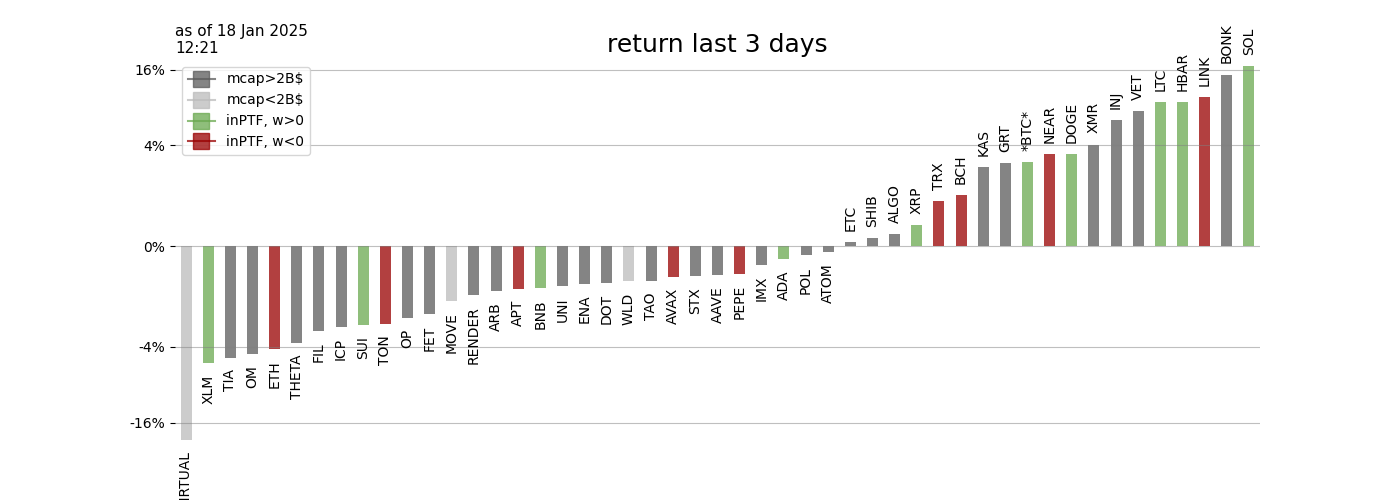 as of 18 Jan 2025
12:21
return last 3 days
mcap>2B$
mcap<2B$
inPTF, w>0
inPTF, w<0
16%
4%
0%
-4%
-16%
IRTUAL
XLM
TIA
OM
ETH
THETA
FIL
ICP
SUI
TON
OP
FET
MOVE
RENDER
ARB
APT
BNB
UNI
ENA
DOT
WLD
TAO
AVAX
STX
AAVE
PEPE
IMX
ADA
POL
ATOM
ETC
SHIB
ALGO
XRP
TRX
BCH
KAS
GRT
*BTC*
NEAR
DOGE
XMR
INJ
VET
LTC
HBAR
LINK
BONK
SOL